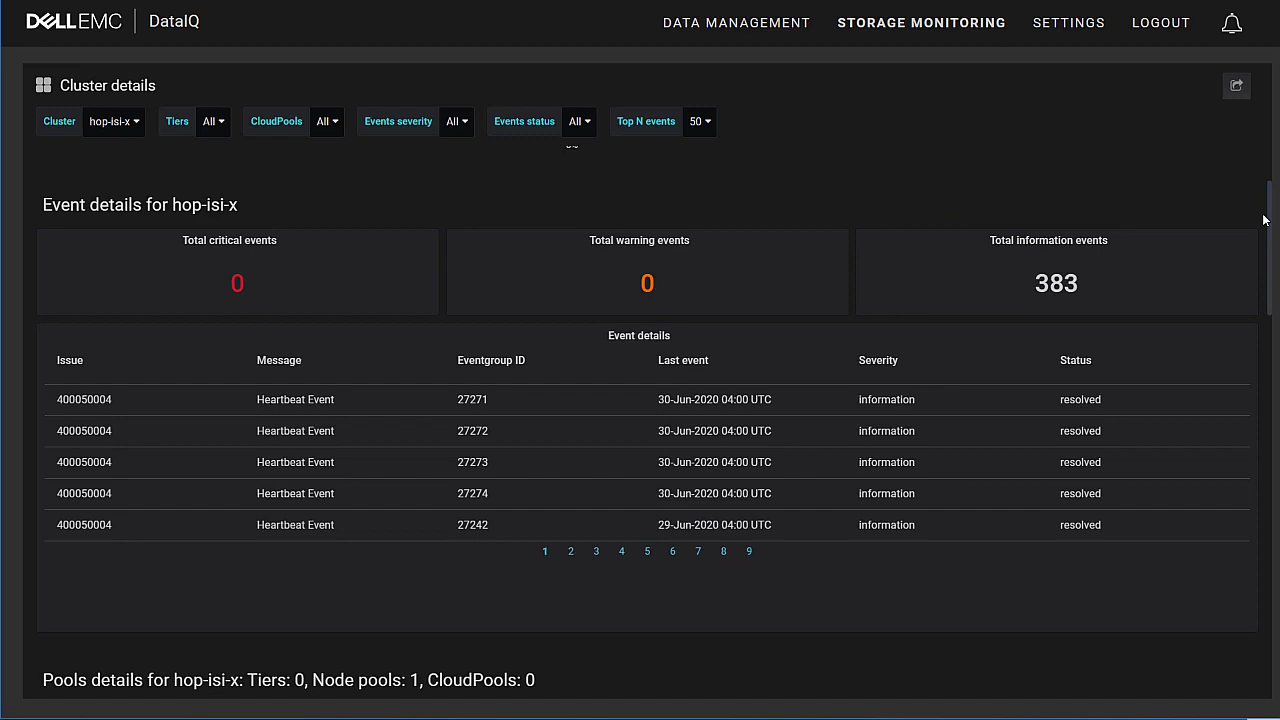 DELLEMC DataIQ DATA MANAGEMENT STORAGE MONITORING SETTINGS LOGOUT
Cluster details
Cluster hop-isi-x Tiers All CloudPools All Events severity All Events status All Top N events 50
Event details for hop-isi-x
Total critical events Total warning events Total information events
0 0 383
Event details
Issue Message Eventgroup ID Last event Severity Status
400050004 Heartbeat Event 27271 30-Jun-2020 04:00 UTC information resolved
400050004 Heartbeat Event 27272 30-Jun-2020 04:00 UTC information resolved
400050004 Heartbeat Event 27273 30-Jun-2020 04:00 UTC information resolved
400050004 Heartbeat Event 27274 30-Jun-2020 04:00 UTC information resolved
400050004 Heartbeat Event 27242 29-Jun-2020 04:00 UTC information resolved
1 2 3 4 5 6 7 8 9
Pools details for hop-isi-x: Tiers: 0, Node pools: 1, CloudPools: 0